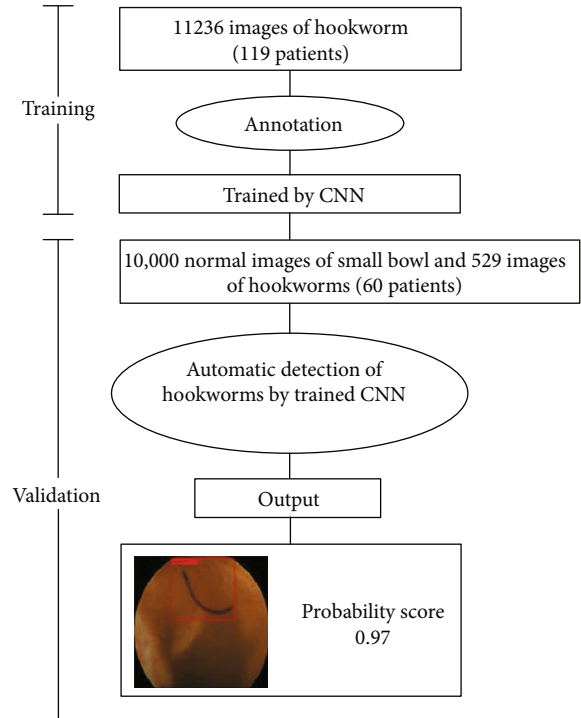 11236 images of hookworm
(119 patients)
Training
Annotation
Trained by CNN
10,000 normal images of small bowl and 529 images
of hookworms (60 patients)
Automatic detection of
hookworms by trained CNN
Validation
Output
Probability score
0.97